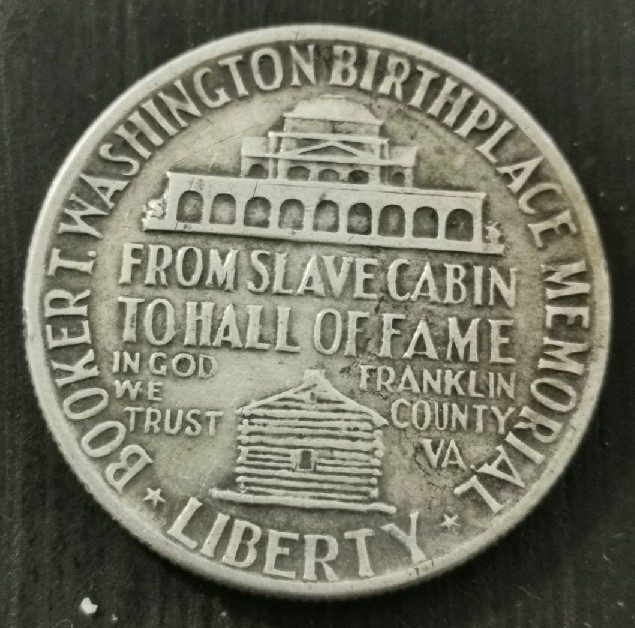 BOOKER T. WASHINGTON BIRTHPLACE MEMORIAL
FROM SLAVE CABIN
TO HALL OF FAME
IN GOD
WE
TRUST
FRANKLIN
COUNTY
VA.
LIBERTY